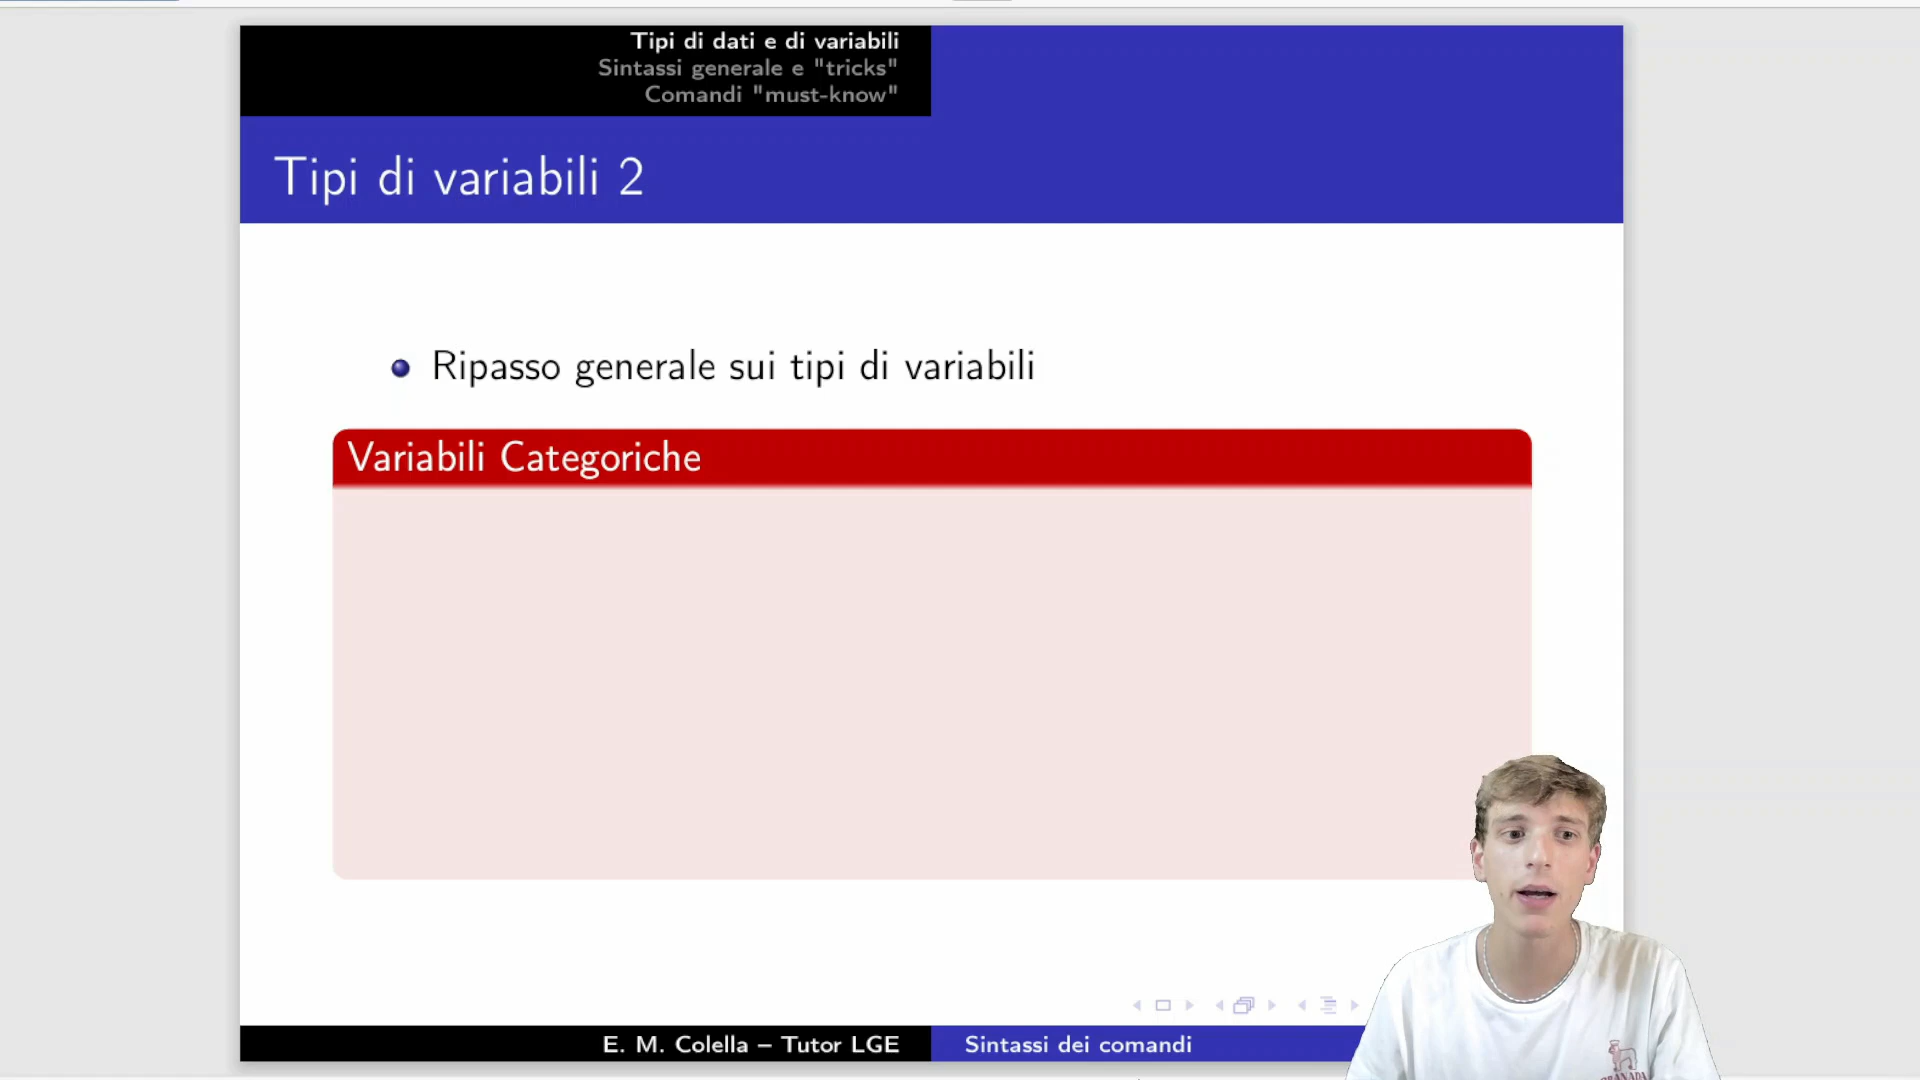 Tipi di dati e di variabili
Sintassi generale e "tricks"
Comandi "must-know"
Tipi di variabili 2
Ripasso generale sui tipi di variabili
Variabili Categoriche
E. M. Colella – Tutor LGE
Sintassi dei comandi